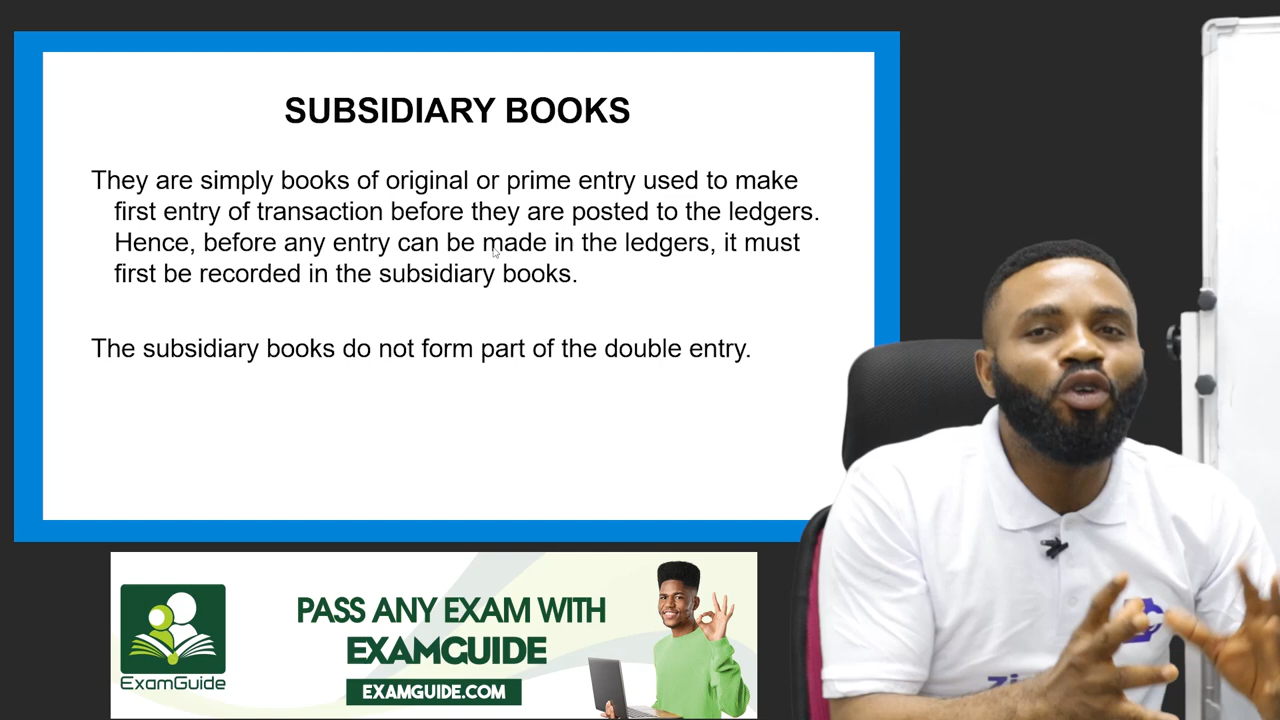 SUBSIDIARY BOOKS
They are simply books of original or prime entry used to make
first entry of transaction before they are posted to the ledgers.
Hence, before any entry can be made in the ledgers, it must
first be recorded in the subsidiary books.
The subsidiary books do not form part of the double entry.
PASS ANY EXAM WITH
EXAMGUIDE
EXAMGUIDE.COM
ExamGuide